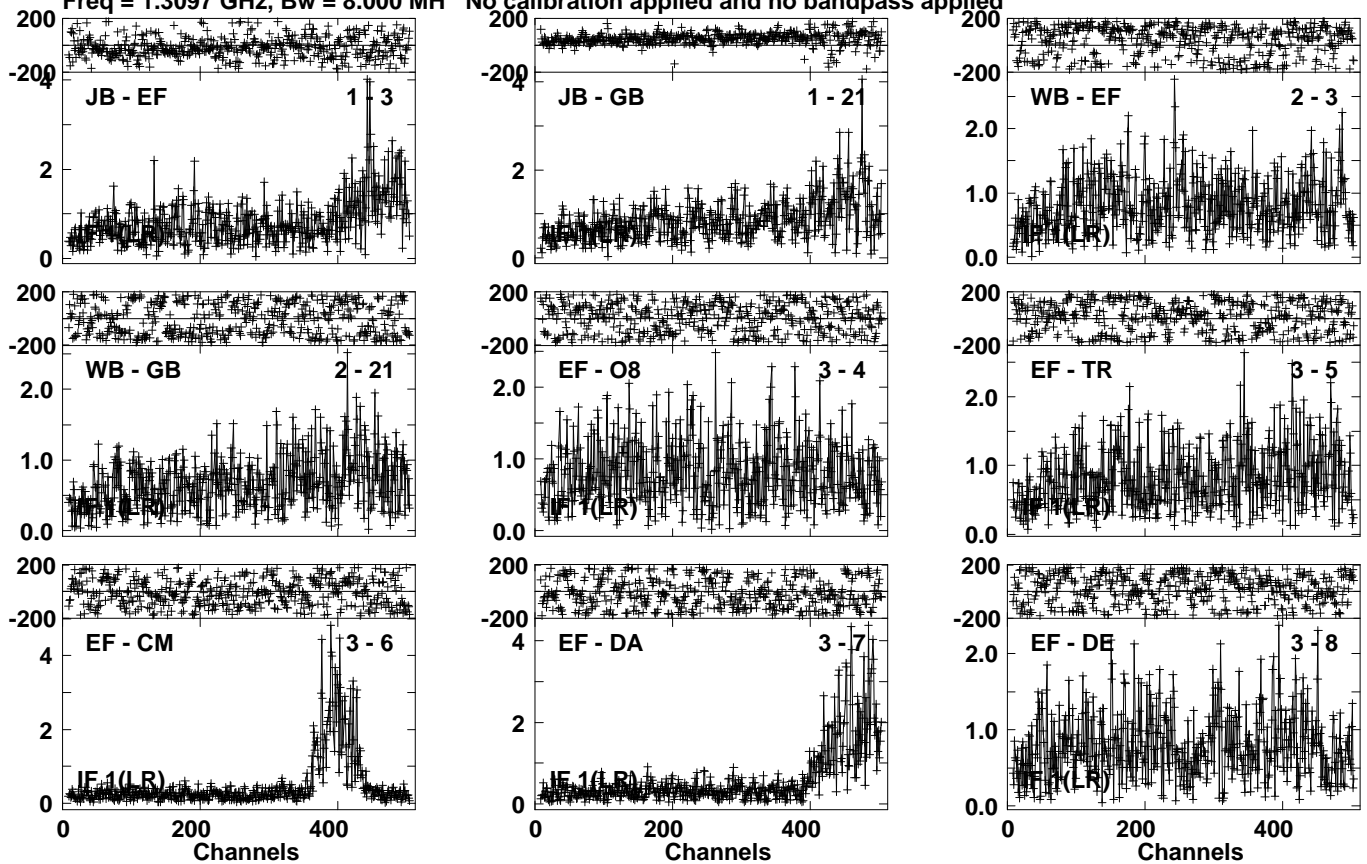 Freq = 1.3097 GHz, Bw = 8.000 MH No calibration applied and no bandpass applied
200 200 200
-200 -200 -200
JB - EF 1 - 3 JB - GB 1 - 21 WB - EF 2 - 3
4 4 2.0
2 2 1.0
IF 1(LR) IF 1(LR) IF 1(LR)
0 0 0.0
200 200 200
-200 -200 -200
WB - GB 2 - 21 EF - O8 3 - 4 EF - TR 3 - 5
2.0 2.0 2.0
1.0 1.0 1.0
IF 1(LR) IF 1(LR) IF 1(LR)
0.0 0.0 0.0
200 200 200
-200 -200 -200
EF - CM 3 - 6 EF - DA 3 - 7 EF - DE 3 - 8
4 4 2.0
2 2 1.0
IF 1(LR) IF 1(LR) IF 1(LR)
0 0 0.0
0 200 400 0 200 400 0 200 400
Channels Channels Channels